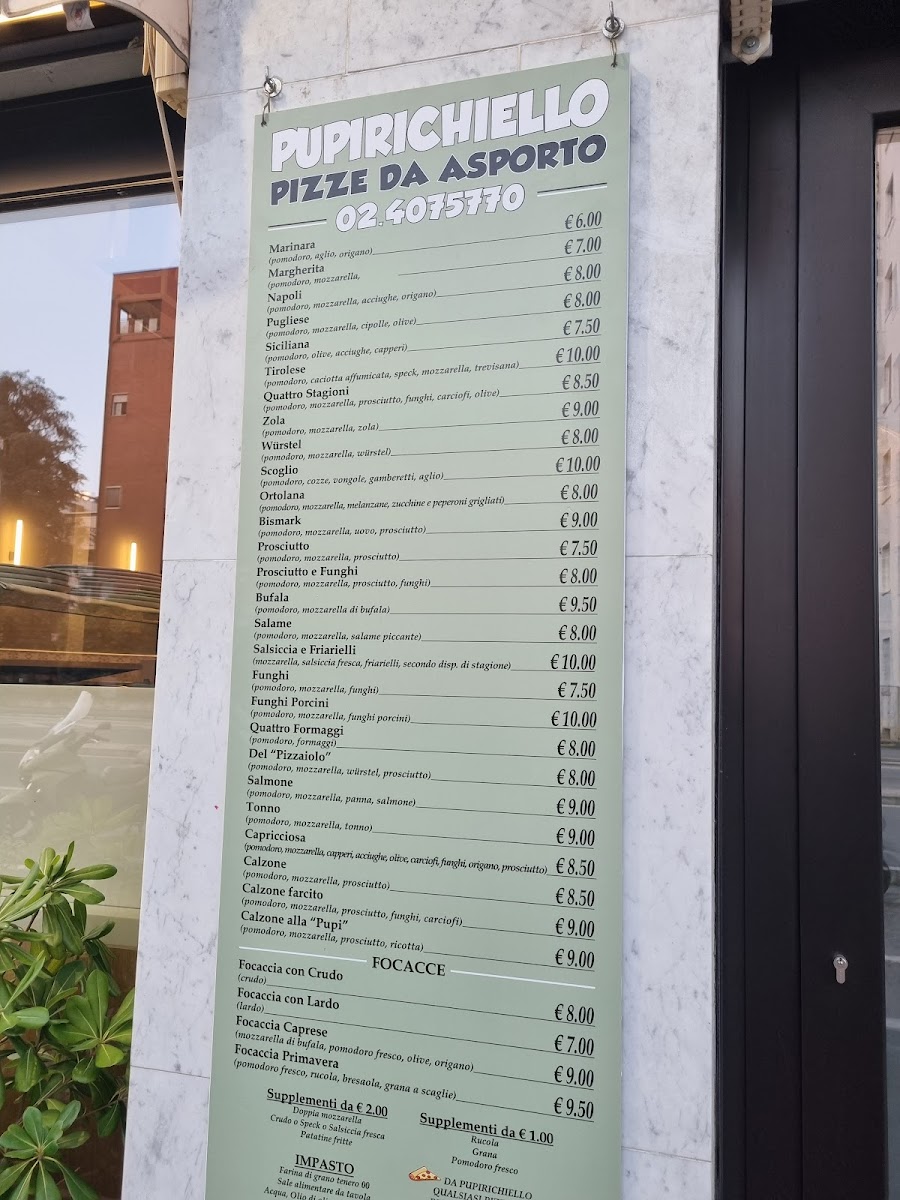 PUPIRICHIELLO
PIZZE DA ASPORTO
02.4075770
Marinara
(pomodoro, aglio, origano) € 6.00
Margherita
(pomodoro, mozzarella, € 7.00
Napoli
(pomodoro, mozzarella, acciughe, origano) € 8.00
Pugliese
(pomodoro, mozzarella, cipolle, olive) € 8.00
Siciliana
(pomodoro, olive, acciughe, capperi) € 7.50
Tirolese
(pomodoro, caciotta affumicata, speck, mozzarella, trevisana) € 10.00
Quattro Stagioni
(pomodoro, mozzarella, prosciutto, funghi, carciofi, olive) € 8.50
Zola
(pomodoro, mozzarella, zola) € 9.00
Würstel
(pomodoro, mozzarella, würstel) € 8.00
Scoglio
(pomodoro, cozze, vongole, gamberetti, aglio) € 10.00
Ortolana
(pomodoro, mozzarella, melanzane, zucchine e peperoni grigliati) € 8.00
Bismark
(pomodoro, mozzarella, uovo, prosciutto) € 9.00
Prosciutto
(pomodoro, mozzarella, prosciutto) € 7.50
Prosciutto e Funghi
(pomodoro, mozzarella, prosciutto, funghi) € 8.00
Bufala
(pomodoro, mozzarella di bufala) € 9.50
Salame
(pomodoro, mozzarella, salame piccante) € 8.00
Salsiccia e Friarielli
(mozzarella, salsiccia fresca, friarielli, secondo disp. di stagione) € 10.00
Funghi
(pomodoro, mozzarella, funghi) € 7.50
Funghi Porcini
(pomodoro, mozzarella, funghi porcini) € 10.00
Quattro Formaggi
(pomodoro, formaggi) € 8.00
Del “Pizzaiolo”
(pomodoro, mozzarella, würstel, prosciutto) € 8.00
Salmone
(pomodoro, mozzarella, panna, salmone) € 9.00
Tonno
(pomodoro, mozzarella, tonno) € 9.00
Capricciosa
(pomodoro, mozzarella, capperi, acciughe, olive, carciofi, funghi, origano, prosciutto) € 8.50
Calzone
(pomodoro, mozzarella, prosciutto) € 8.50
Calzone farcito
(pomodoro, mozzarella, prosciutto, funghi, carciofi) € 9.00
Calzone alla “Pupi”
(pomodoro, mozzarella, prosciutto, ricotta) € 9.00
FOCACCE
Focaccia con Crudo
(crudo) € 8.00
Focaccia con Lardo
(lardo) € 7.00
Focaccia Caprese
(mozzarella di bufala, pomodoro fresco, olive, origano) € 9.00
Focaccia Primavera
(pomodoro fresco, rucola, bresaola, grana a scaglie) € 9.50
Supplementi da € 2.00
Doppia mozzarella
Crudo o Speck o Salsiccia fresca
Patatine fritte
Supplementi da € 1.00
Rucola
Grana
Pomodoro fresco
IMPASTO
Farina di grano tenero 00
Sale alimentare da tavola
Acqua, Olio di
DA PUPIRICHIELLO
QUALSIASI